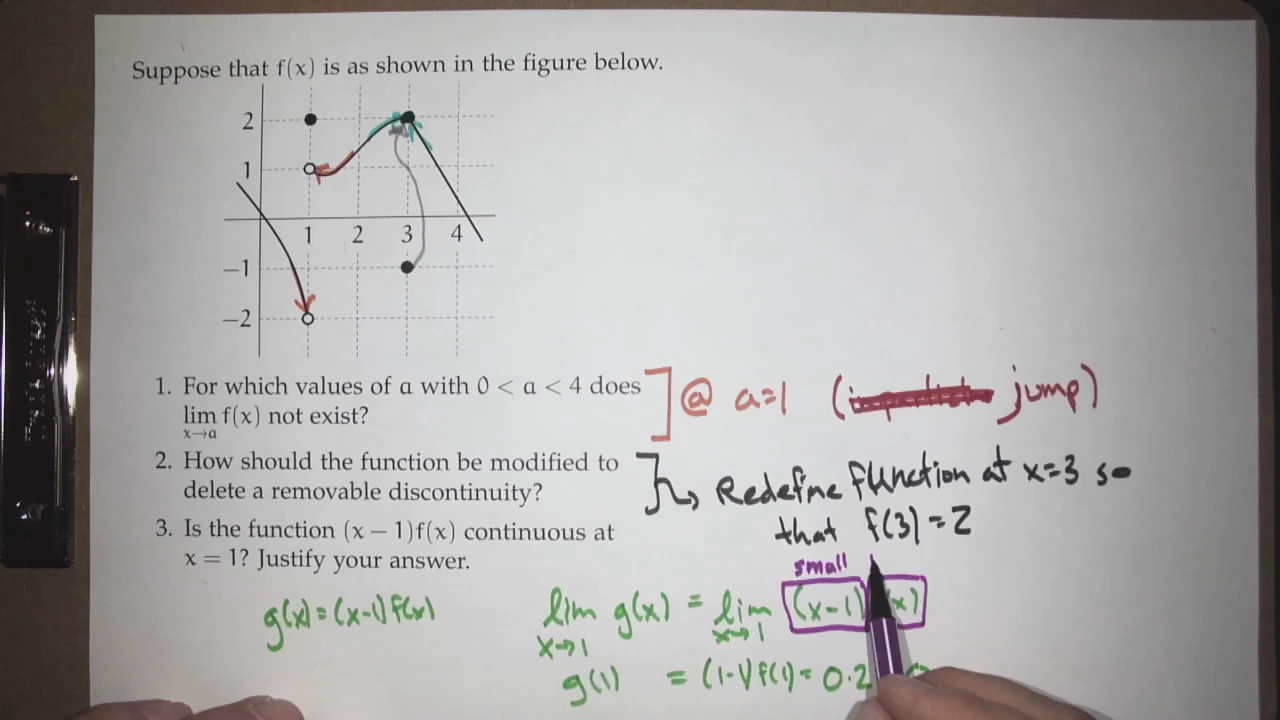 Suppose that f(x) is as shown in the figure below.
2
1
1 2 3 4
−1
−2
1. For which values of a with 0 < a < 4 does
lim f(x) not exist?
x→a
@ a=1 ( jump)
2. How should the function be modified to
delete a removable discontinuity?
Redefine function at x=3 so
that f(3)=2
3. Is the function (x − 1)f(x) continuous at
x = 1? Justify your answer.
small
g(x)=(x-1)f(x)
lim g(x) = lim (x-1) x)
x→1 x→1
g(1) = (1-1)f(1)= 0·2